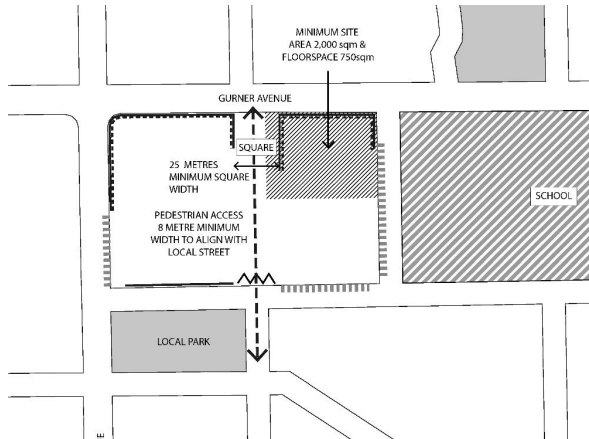 MINIMUM SITE
AREA 2,000 sqm &
FLOORSPACE 750sqm
GURNER AVENUE
SQUARE
25 METRES
MINIMUM SQUARE
WIDTH
SCHOOL
PEDESTRIAN ACCESS
8 METRE MINIMUM
WIDTH TO ALIGN WITH
LOCAL STREET
LOCAL PARK
E